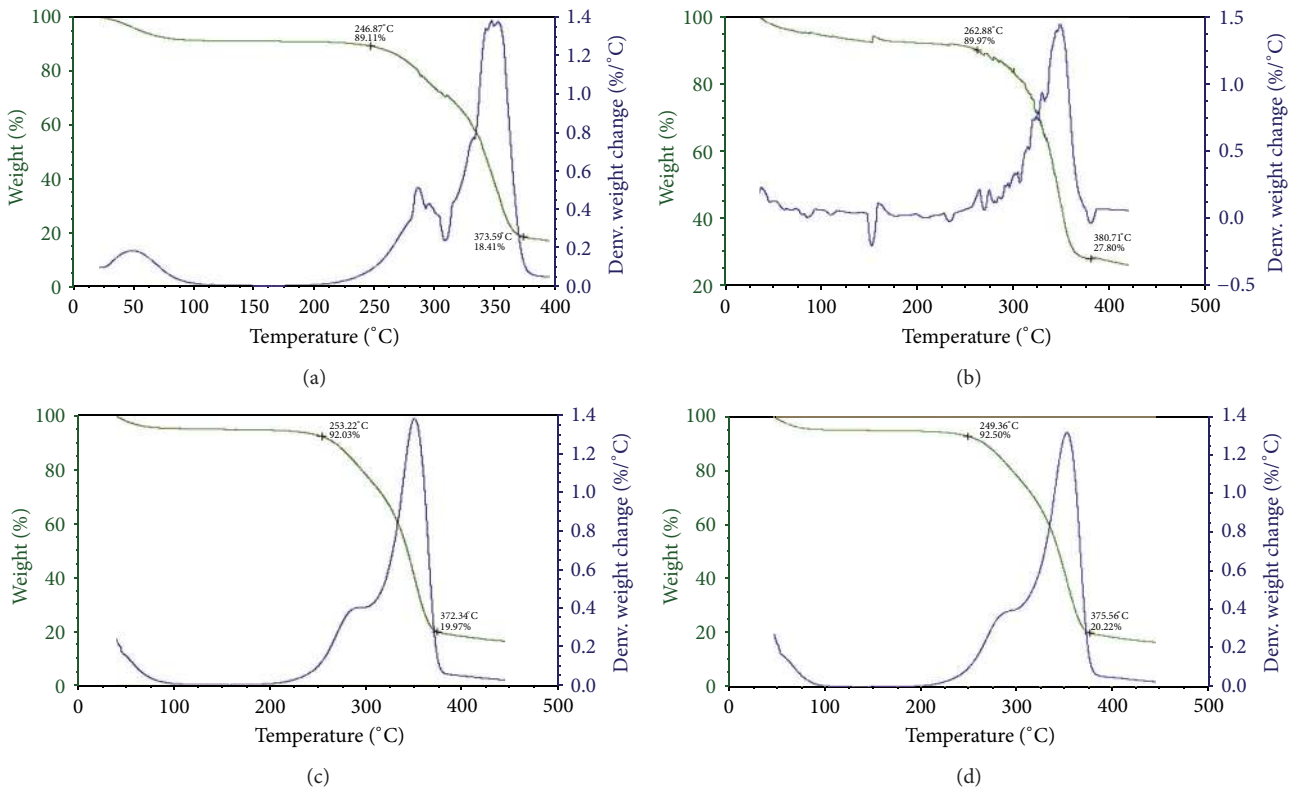 100
80
60
40
20
0
Weight (%)
246.87°C
89.11%
373.59°C
18.41%
1.4
1.2
1.0
0.8
0.6
0.4
0.2
0.0
Denv. weight change (%/°C)
0 50 100 150 200 250 300 350 400
Temperature (°C)
(a)
100
80
60
40
20
Weight (%)
262.88°C
89.97%
380.71°C
27.80%
1.5
1.0
0.5
0.0
−0.5
Denv. weight change (%/°C)
0 100 200 300 400 500
Temperature (°C)
(b)
100
80
60
40
20
0
Weight (%)
253.22°C
92.03%
372.34°C
19.97%
1.4
1.2
1.0
0.8
0.6
0.4
0.2
0.0
Denv. weight change (%/°C)
0 100 200 300 400 500
Temperature (°C)
(c)
100
80
60
40
20
0
Weight (%)
249.36°C
92.50%
375.56°C
20.22%
1.4
1.2
1.0
0.8
0.6
0.4
0.2
0.0
Denv. weight change (%/°C)
0 100 200 300 400 500
Temperature (°C)
(d)